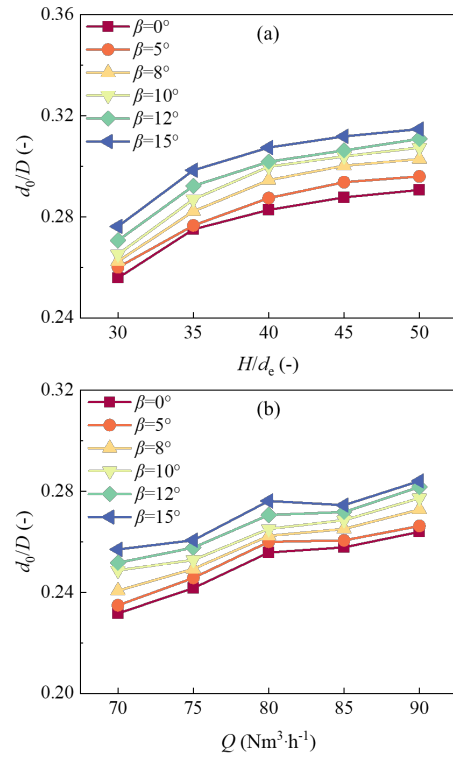 (a)
β=0°
β=5°
β=8°
β=10°
β=12°
β=15°
0.36
0.32
0.28
0.24
d₀/D (-)
30 35 40 45 50
H/dₑ (-)
(b)
β=0°
β=5°
β=8°
β=10°
β=12°
β=15°
0.32
0.28
0.24
0.20
d₀/D (-)
70 75 80 85 90
Q (Nm³·h⁻¹)